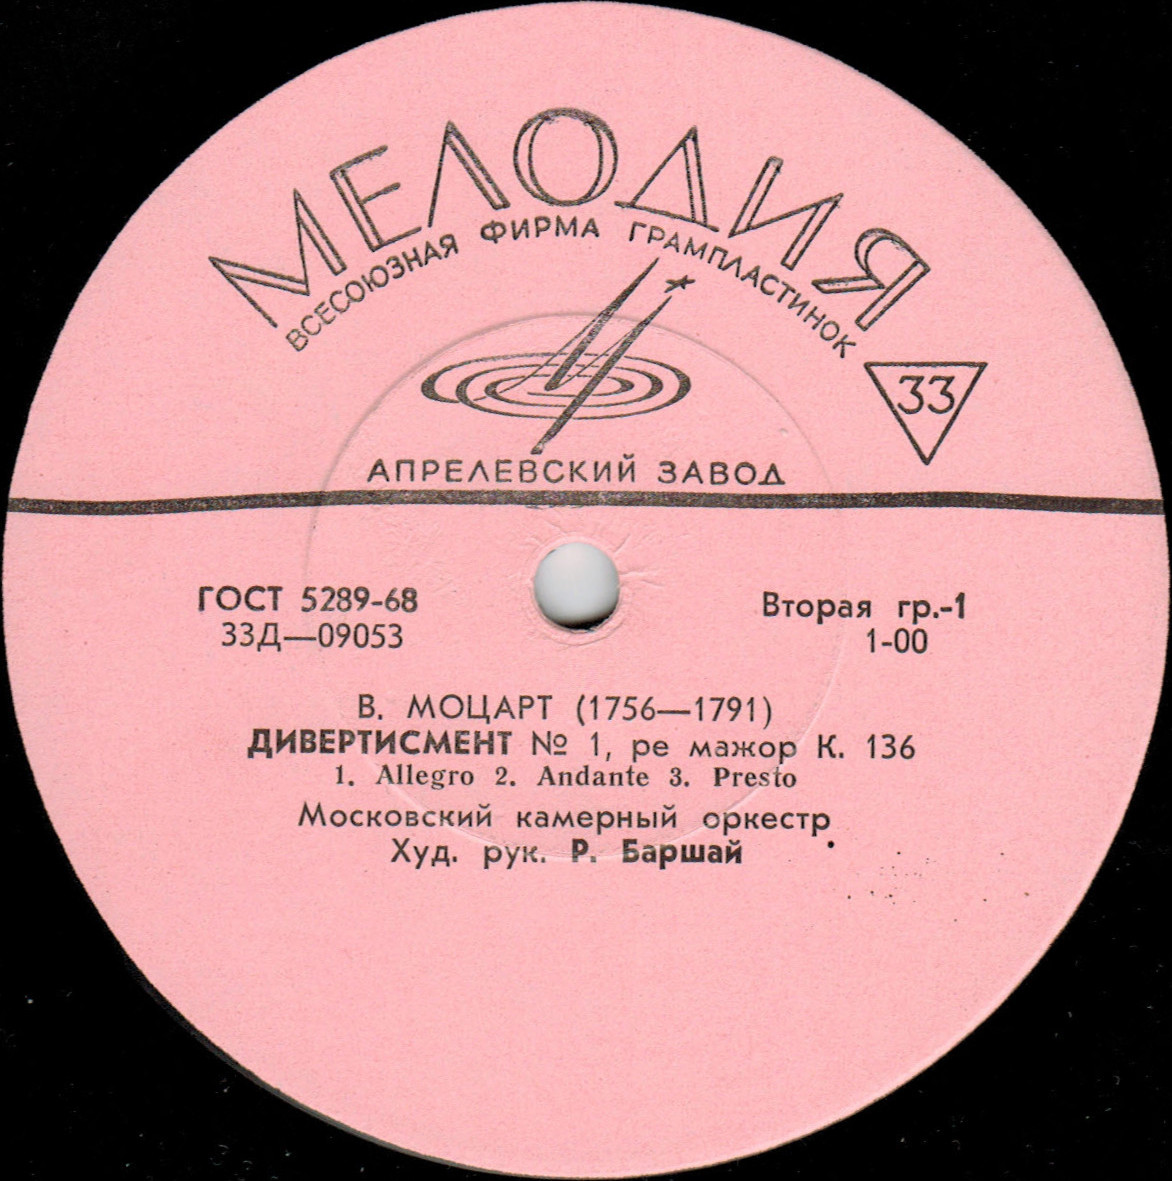 МЕЛОДИЯ
ВСЕСОЮЗНАЯ ФИРМА ГРАМПЛАСТИНОК
33
АПРЕЛЕВСКИЙ ЗАВОД
ГОСТ 5289-68
33Д—09053
Вторая гр.-1
1-00
В. МОЦАРТ (1756—1791)
ДИВЕРТИСМЕНТ № 1, ре мажор К. 136
1. Allegro 2. Andante 3. Presto
Московский камерный оркестр
Худ. рук. Р. Баршай